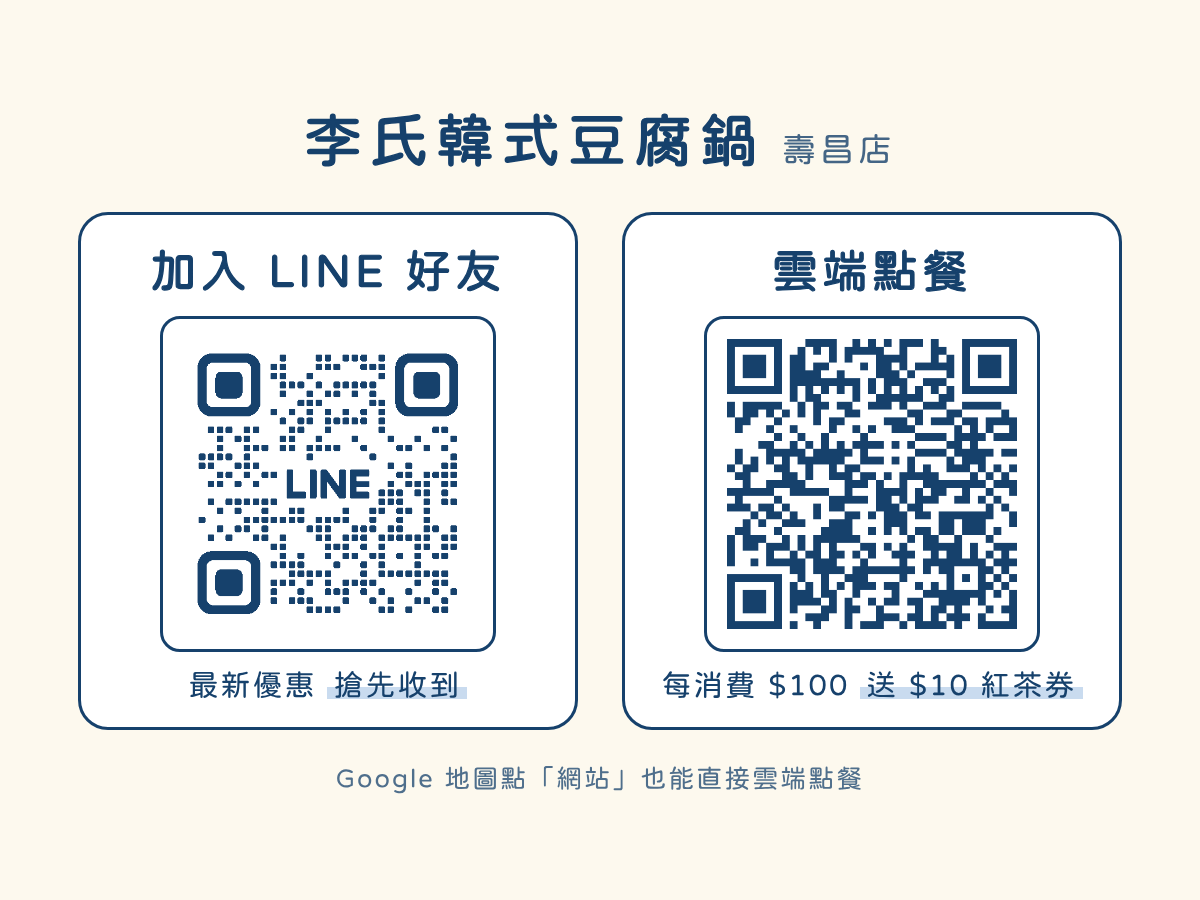 李氏韓式豆腐鍋 壽昌店
加入 LINE 好友
LINE
最新優惠 搶先收到
雲端點餐
每消費 $100 送 $10 紅茶券
Google 地圖點「網站」也能直接雲端點餐